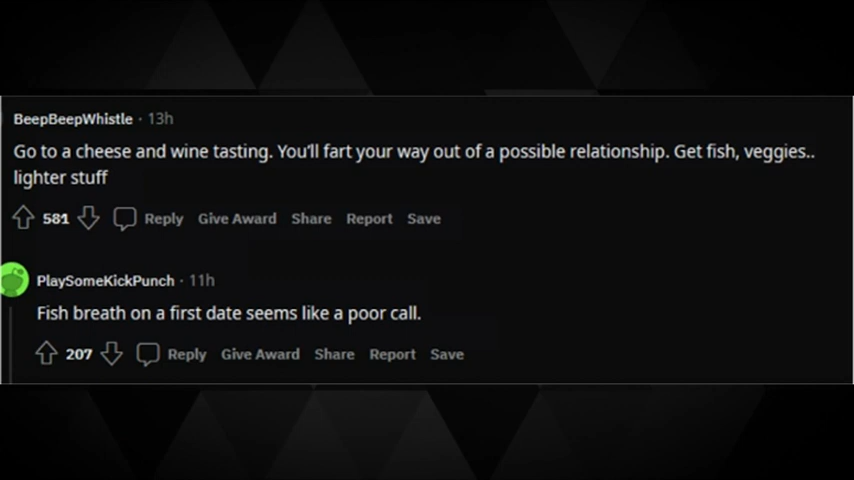 BeepBeepWhistle · 13h
Go to a cheese and wine tasting. You'll fart your way out of a possible relationship. Get fish, veggies..
lighter stuff
581 Reply Give Award Share Report Save
PlaySomeKickPunch · 11h
Fish breath on a first date seems like a poor call.
207 Reply Give Award Share Report Save